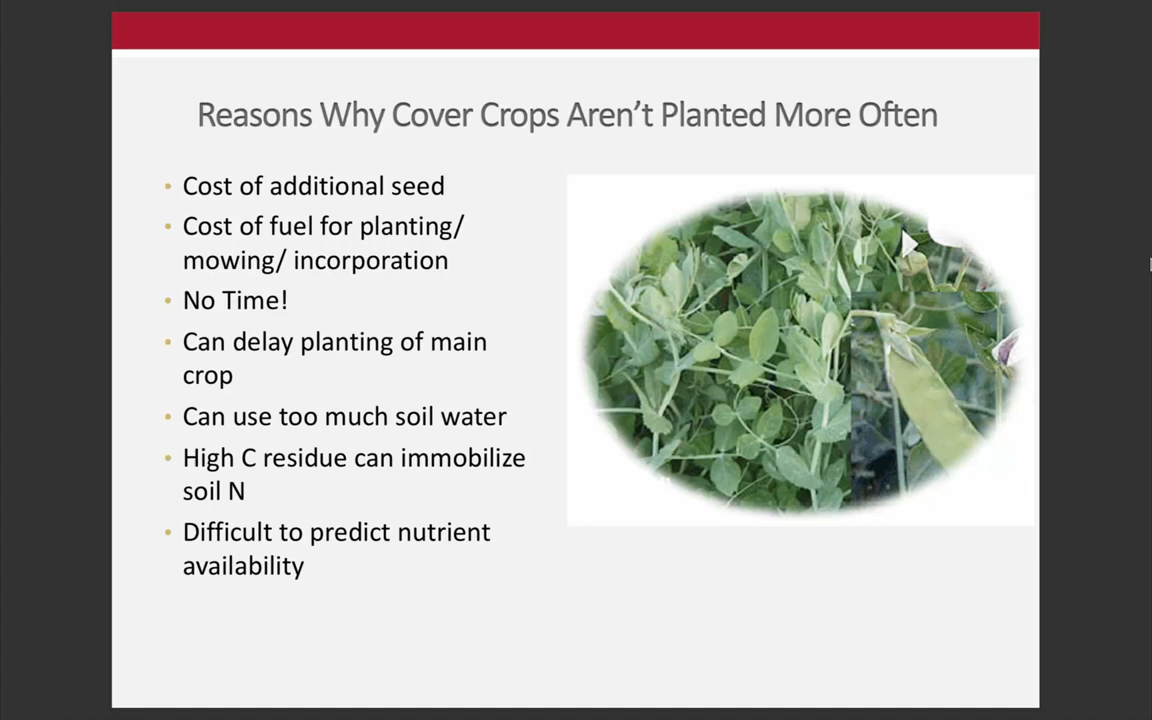 Reasons Why Cover Crops Aren't Planted More Often
• Cost of additional seed
• Cost of fuel for planting/
mowing/ incorporation
• No Time!
• Can delay planting of main
crop
• Can use too much soil water
• High C residue can immobilize
soil N
• Difficult to predict nutrient
availability